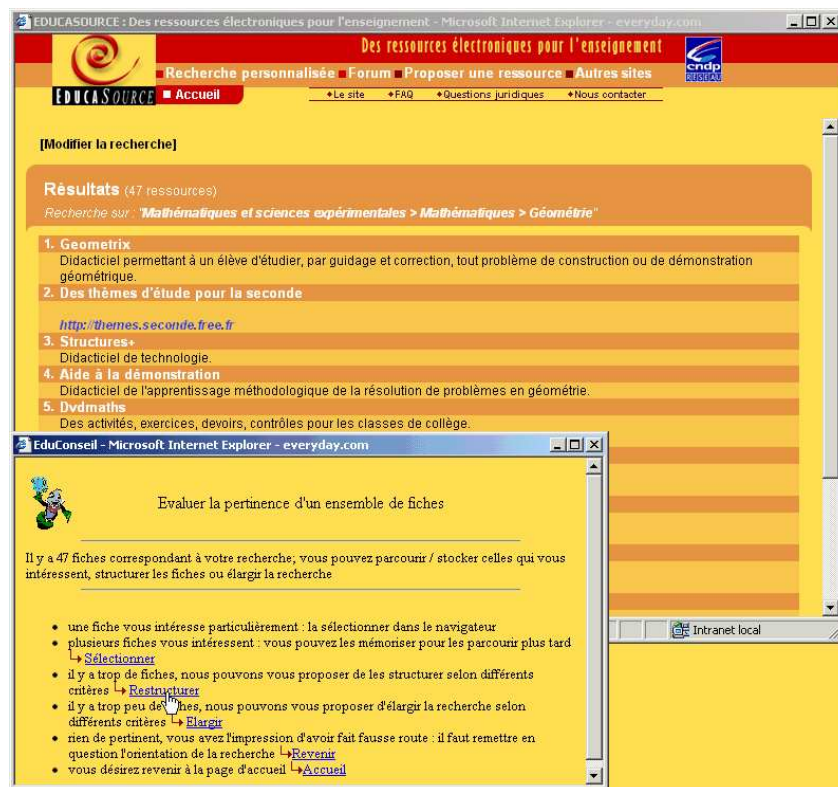 EDUCASOURCE : Des ressources électroniques pour l'enseignement - Microsoft Internet Explorer - everyday.com
Des ressources électroniques pour l'enseignement
Recherche personnalisée Forum Proposer une ressource Autres sites
cndp
RESEAU
EDUCASOURCE
Accueil
Le site FAQ Questions juridiques Nous contacter
[Modifier la recherche]
Résultats (47 ressources)
Recherche sur : "Mathématiques et sciences expérimentales > Mathématiques > Géométrie"
1. Geometrix
Didacticiel permettant à un élève d'étudier, par guidage et correction, tout problème de construction ou de démonstration
géométrique.
2. Des thèmes d'étude pour la seconde
http://themes.seconde.free.fr
3. Structures+
Didacticiel de technologie.
4. Aide à la démonstration
Didacticiel de l'apprentissage méthodologique de la résolution de problèmes en géométrie.
5. Dvdmaths
Des activités, exercices, devoirs, contrôles pour les classes de collège.
EduConseil - Microsoft Internet Explorer - everyday.com
Evaluer la pertinence d'un ensemble de fiches
Il y a 47 fiches correspondant à votre recherche; vous pouvez parcourir / stocker celles qui vous
intéressent, structurer les fiches ou élargir la recherche
• une fiche vous intéresse particulièrement : la sélectionner dans le navigateur
• plusieurs fiches vous intéressent : vous pouvez les mémoriser pour les parcourir plus tard
Sélectionner
• il y a trop de fiches, nous pouvons vous proposer de les structurer selon différents
critères Restructurer
• il y a trop peu de fiches, nous pouvons vous proposer d'élargir la recherche selon
différents critères Elargir
• rien de pertinent, vous avez l'impression d'avoir fait fausse route : il faut remettre en
question l'orientation de la recherche Revenir
• vous désirez revenir à la page d'accueil Accueil
Intranet local